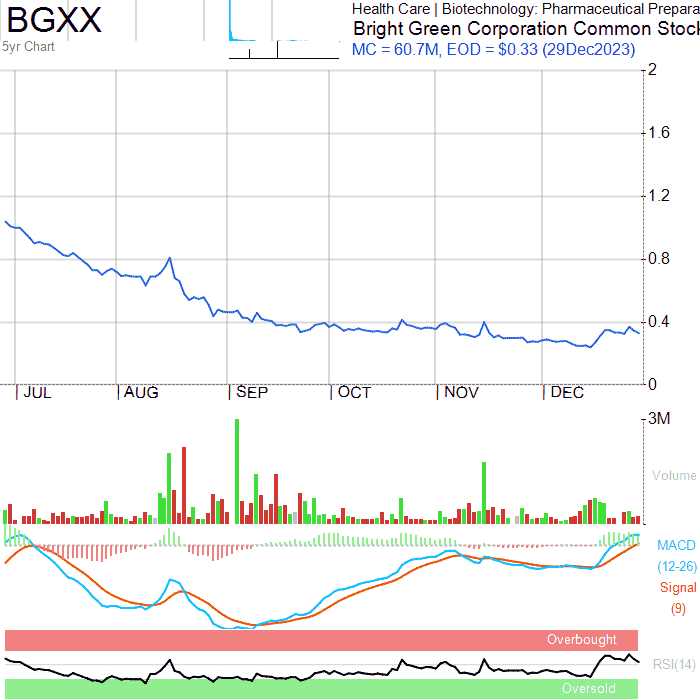 BGXX
5yr Chart
Health Care | Biotechnology: Pharmaceutical Prepara
Bright Green Corporation Common Stock
MC = 60.7M, EOD = $0.33 (29Dec2023)
2
1.6
1.2
0.8
0.4
0
JUL AUG SEP OCT NOV DEC
3M
Volume
MACD
(12-26)
Signal
(9)
Overbought
RSI(14)
Oversold